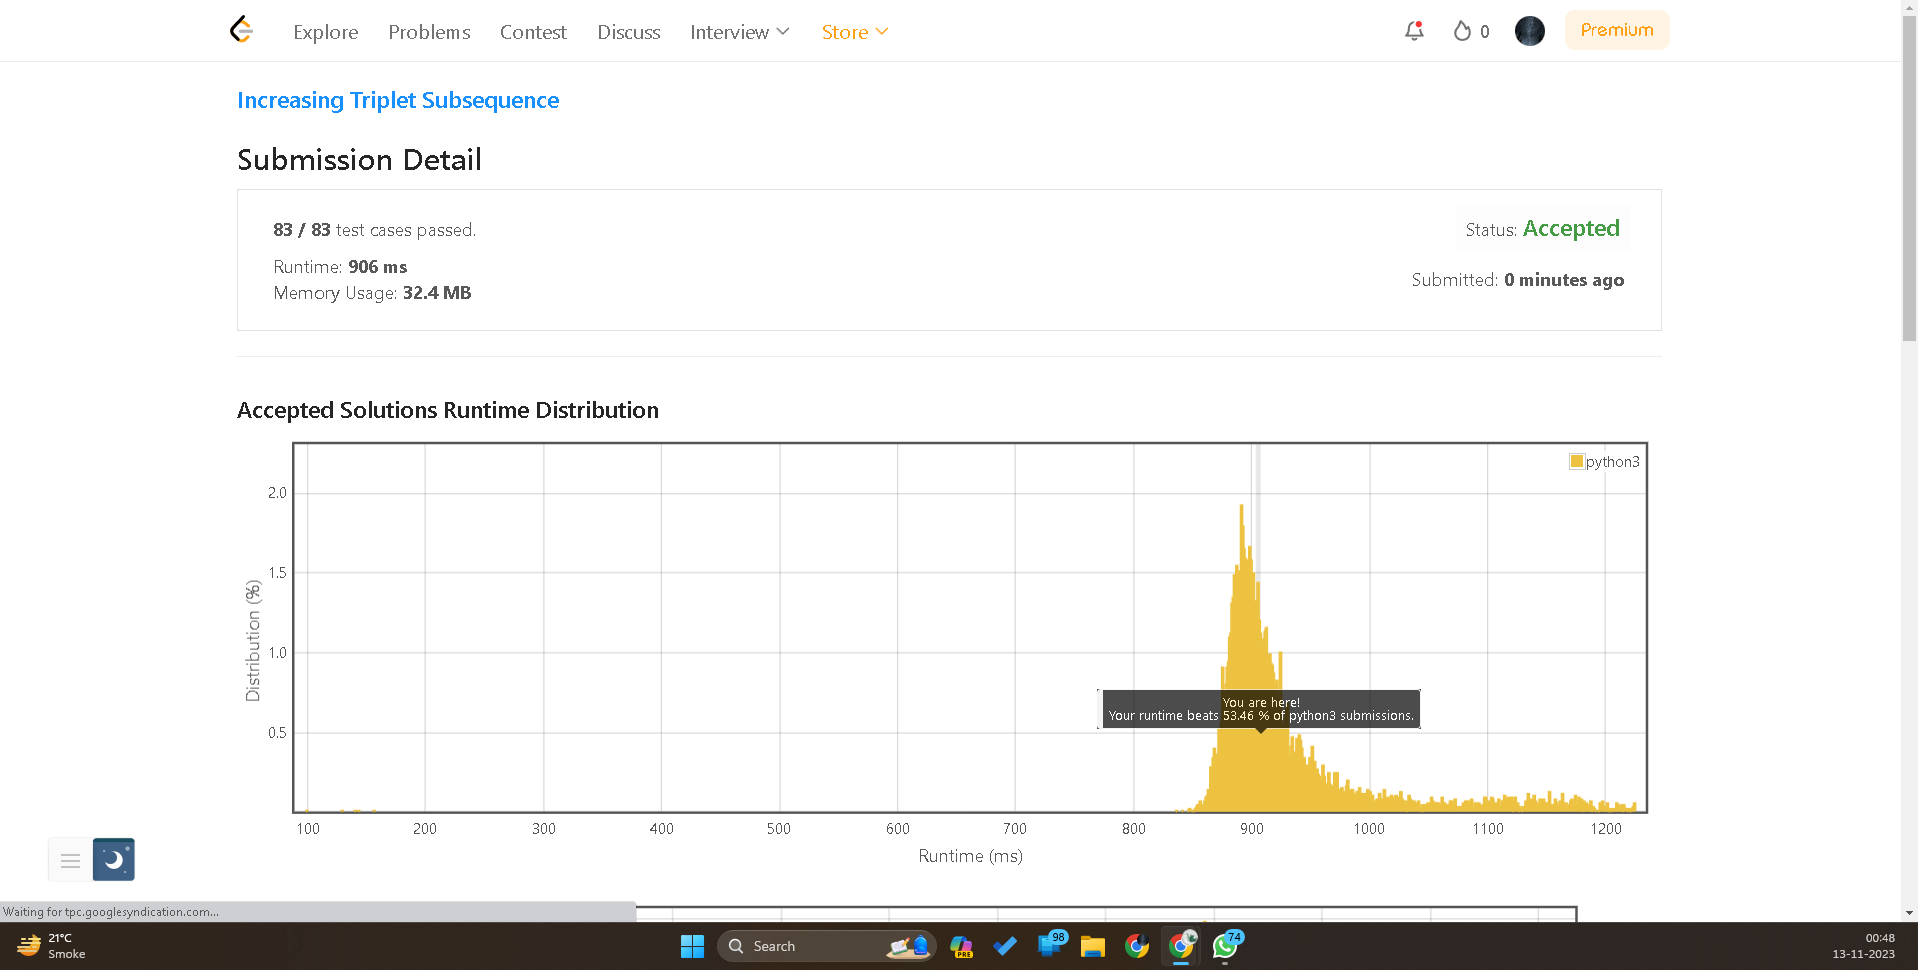 Explore Problems Contest Discuss Interview Store 0 Premium
Increasing Triplet Subsequence
Submission Detail
83 / 83 test cases passed.
Status: Accepted
Runtime: 906 ms
Memory Usage: 32.4 MB
Submitted: 0 minutes ago
Accepted Solutions Runtime Distribution
python3
2.0
1.5
1.0
0.5
Distribution (%)
You are here!
Your runtime beats 53.46 % of python3 submissions.
100 200 300 400 500 600 700 800 900 1000 1100 1200
Runtime (ms)
Waiting for tpc.googlesyndication.com...
21°C
Smoke
Search
PRE
98
74
00:48
13-11-2023